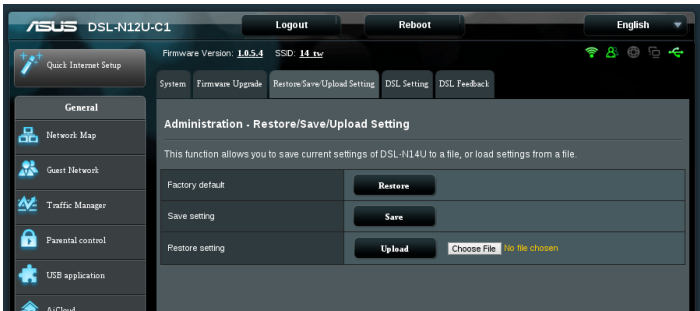 ASUS DSL-N12U-C1 Logout Reboot English
Firmware Version: 1.0.5.4 SSID: 14_tw
Quick Internet Setup
System Firmware Upgrade Restore/Save/Upload Setting DSL Setting DSL Feedback
General
Administration - Restore/Save/Upload Setting
Network Map
This function allows you to save current settings of DSL-N14U to a file, or load settings from a file.
Guest Network
Factory default Restore
Traffic Manager
Save setting Save
Parental control
Restore setting Upload Choose File No file chosen
USB application
AiCloud